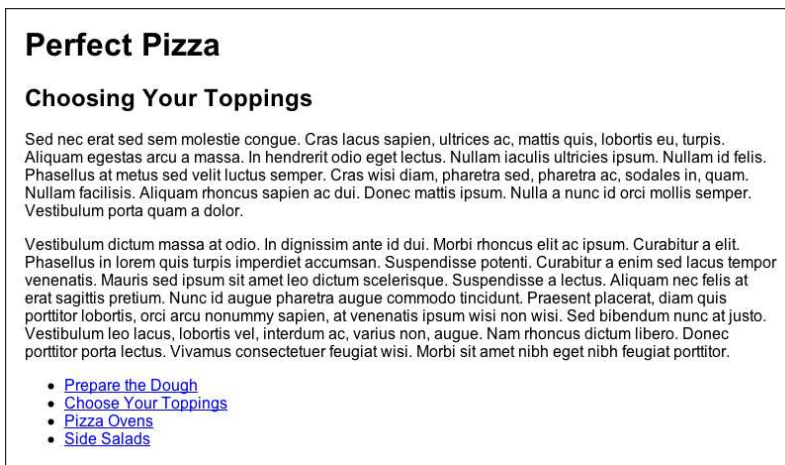 Perfect Pizza
Choosing Your Toppings
Sed nec erat sed sem molestie congue. Cras lacus sapien, ultrices ac, mattis quis, lobortis eu, turpis.
Aliquam egestas arcu a massa. In hendrerit odio eget lectus. Nullam iaculis ultricies ipsum. Nullam id felis.
Phasellus at metus sed velit luctus semper. Cras wisi diam, pharetra sed, pharetra ac, sodales in, quam.
Nullam facilisis. Aliquam rhoncus sapien ac dui. Donec mattis ipsum. Nulla a nunc id orci mollis semper.
Vestibulum porta quam a dolor.
Vestibulum dictum massa at odio. In dignissim ante id dui. Morbi rhoncus elit ac ipsum. Curabitur a elit.
Phasellus in lorem quis turpis imperdiet accumsan. Suspendisse potenti. Curabitur a enim sed lacus tempor
venenatis. Mauris sed ipsum sit amet leo dictum scelerisque. Suspendisse a lectus. Aliquam nec felis at
erat sagittis pretium. Nunc id augue pharetra augue commodo tincidunt. Praesent placerat, diam quis
porttitor lobortis, orci arcu nonummy sapien, at venenatis ipsum wisi non wisi. Sed bibendum nunc at justo.
Vestibulum leo lacus, lobortis vel, interdum ac, varius non, augue. Nam rhoncus dictum libero. Donec
porttitor porta lectus. Vivamus consectetuer feugiat wisi. Morbi sit amet nibh eget nibh feugiat porttitor.
• Prepare the Dough
• Choose Your Toppings
• Pizza Ovens
• Side Salads